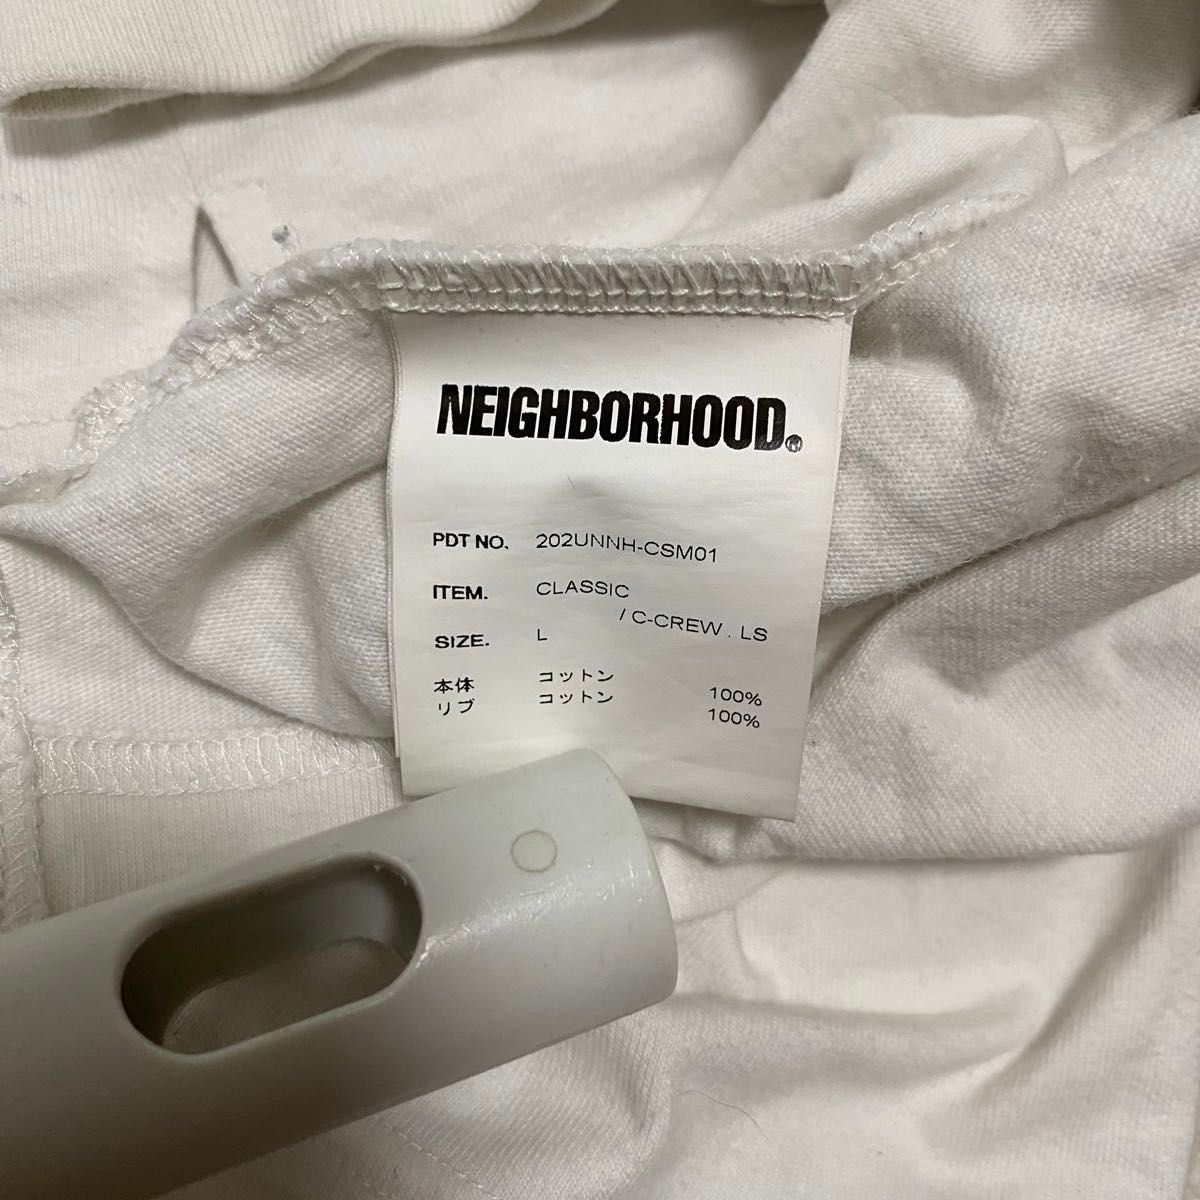 NEIGHBORHOOD®
PDT NO. 202UNNH-CSM01
ITEM. CLASSIC
/ C-CREW . LS
SIZE. L
本体 コットン 100%
リブ コットン 100%